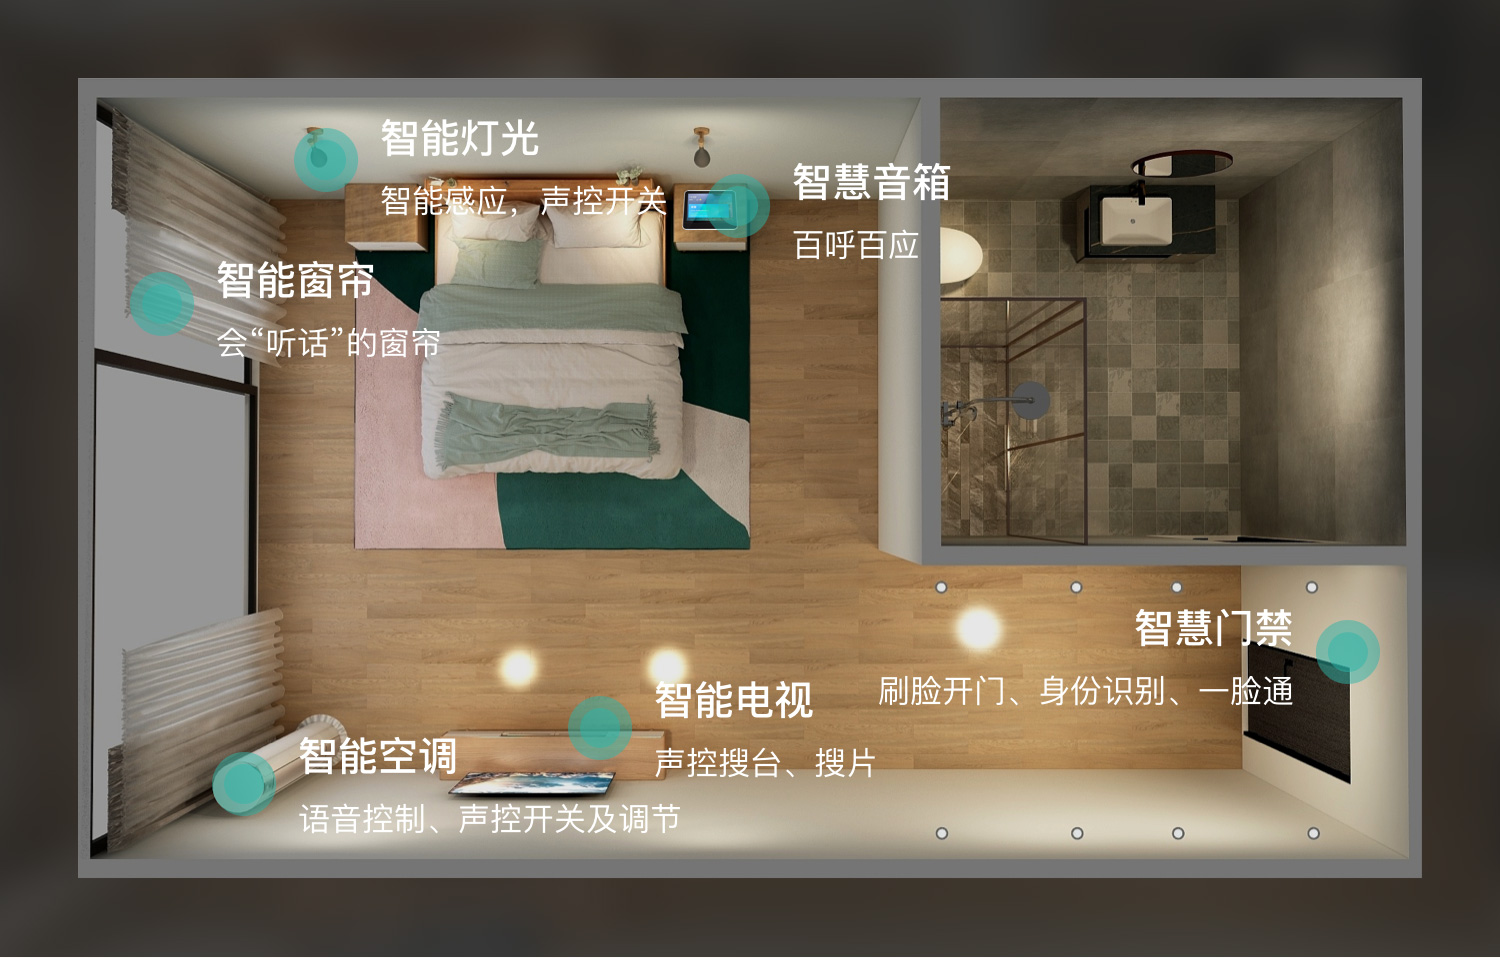 智能灯光
智能感应，声控开关
智慧音箱
百呼百应
智能窗帘
会“听话”的窗帘
智慧门禁
刷脸开门、身份识别、一脸通
智能电视
声控搜台、搜片
智能空调
语音控制、声控开关及调节